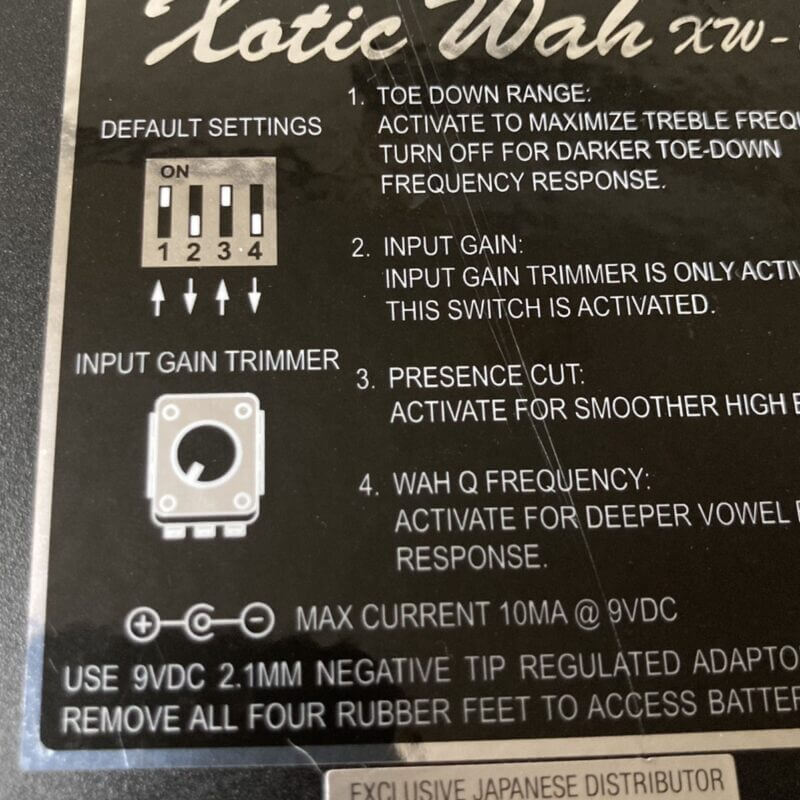 Xotic Wah XW-
DEFAULT SETTINGS
ON
1 2 3 4
INPUT GAIN TRIMMER
1. TOE DOWN RANGE:
ACTIVATE TO MAXIMIZE TREBLE
TURN OFF FOR DARKER TOE-DOWN
FREQUENCY RESPONSE.
2. INPUT GAIN:
INPUT GAIN TRIMMER IS ONLY
THIS SWITCH IS ACTIVATED.
3. PRESENCE CUT:
ACTIVATE FOR SMOOTHER HIGH
4. WAH Q FREQUENCY:
ACTIVATE FOR DEEPER VOWEL
RESPONSE.
MAX CURRENT 10MA @ 9VDC
USE 9VDC 2.1MM NEGATIVE TIP REGULATED
REMOVE ALL FOUR RUBBER FEET TO ACCESS
EXCLUSIVE JAPANESE DISTRIBUTOR